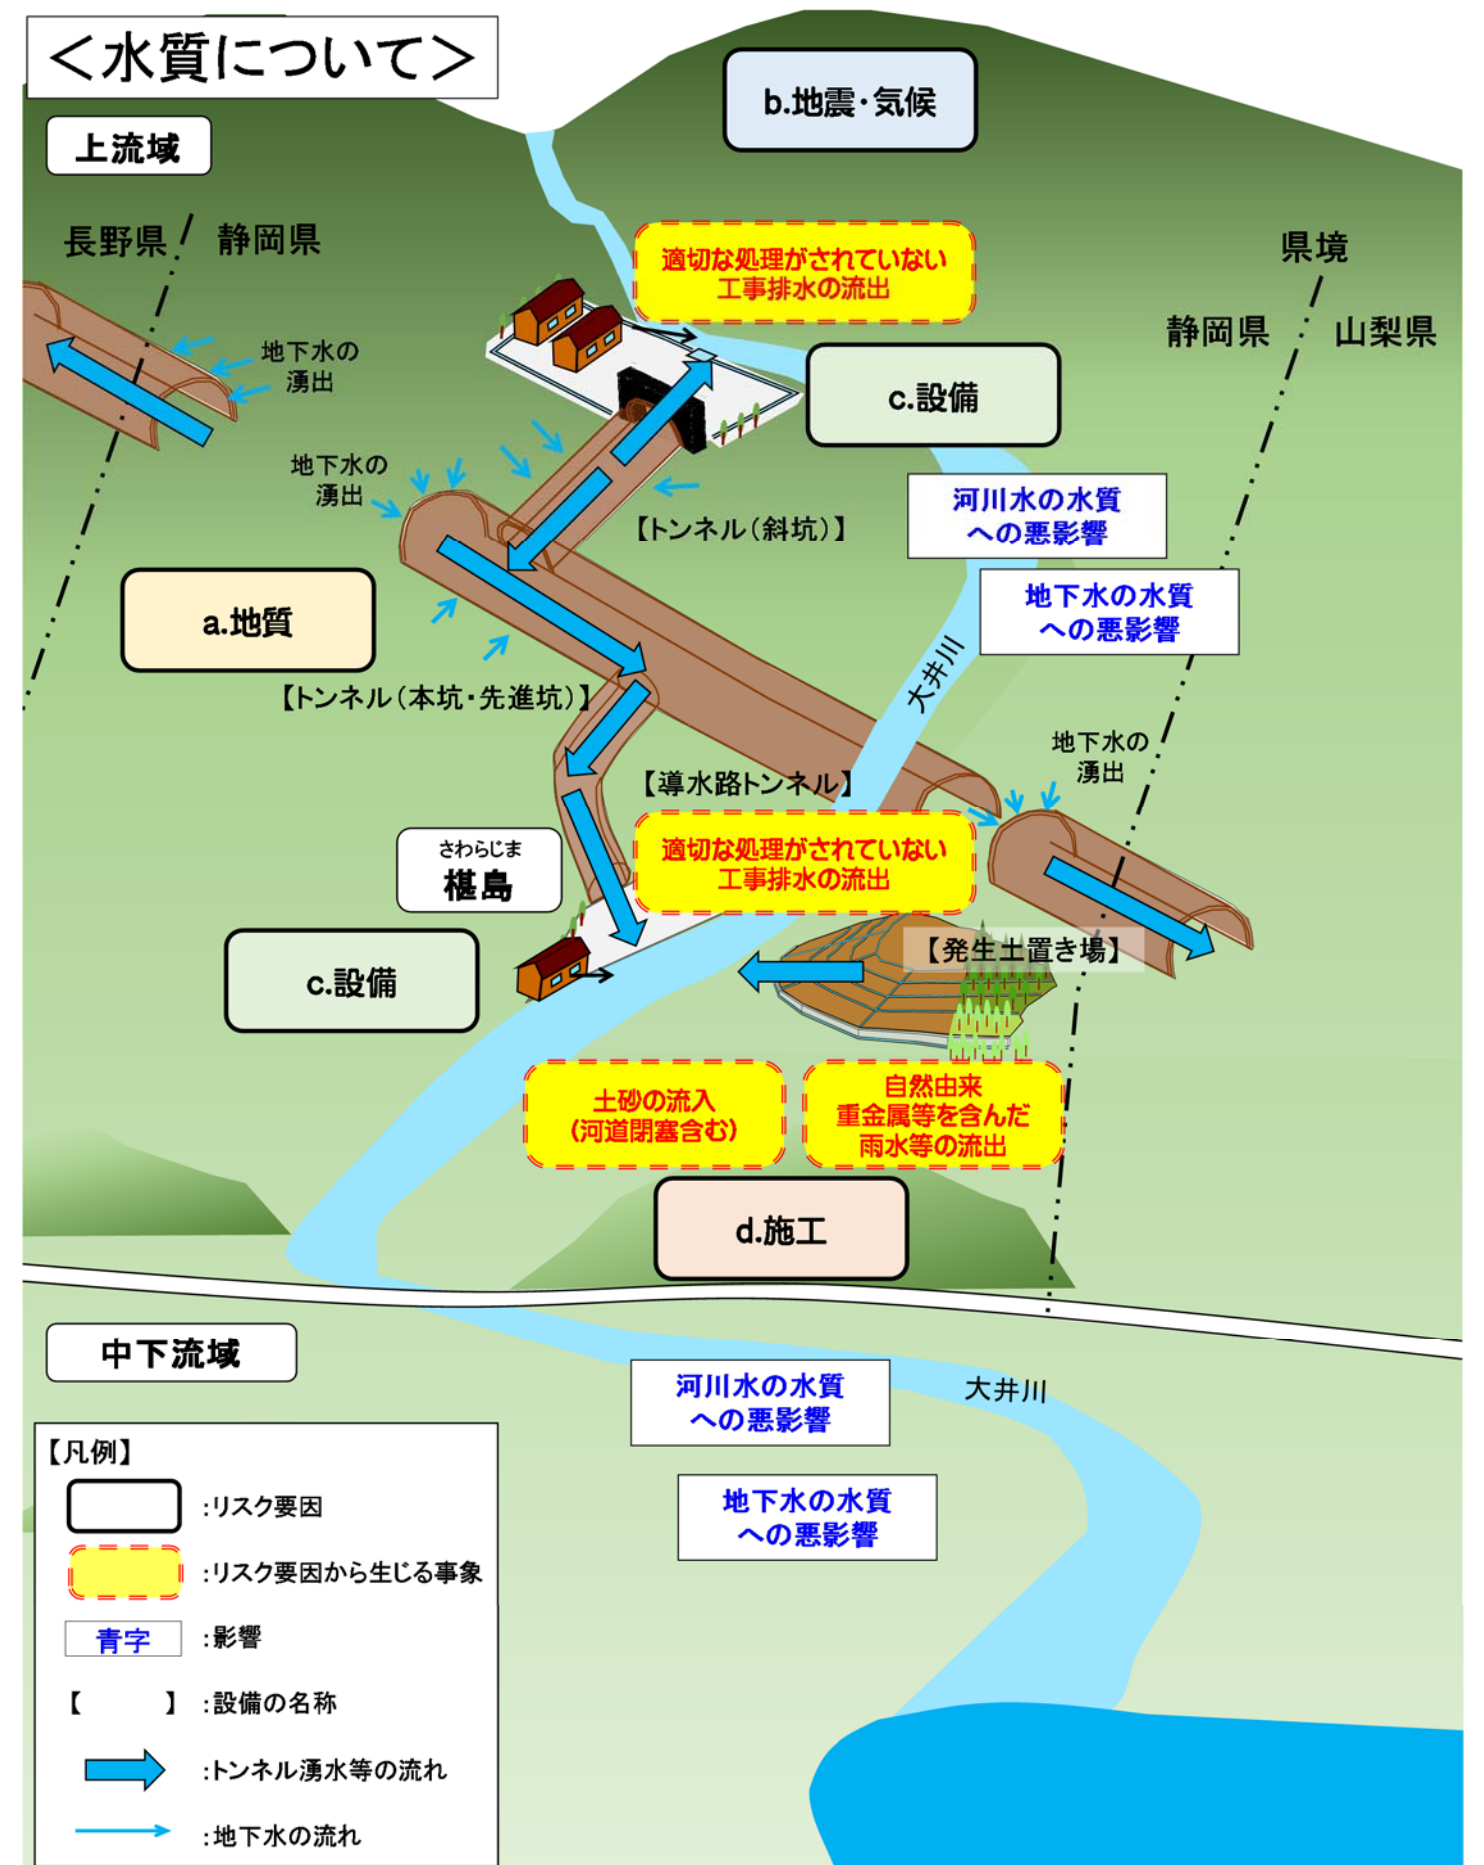 ＜水質について＞
b.地震・気候
上流域
長野県
静岡県
県境
静岡県
山梨県
適切な処理がされていない
工事排水の流出
地下水の
湧出
c.設備
地下水の
湧出
【トンネル(斜坑)】
河川水の水質
への悪影響
地下水の水質
への悪影響
a.地質
大井川
【トンネル(本坑・先進坑)】
地下水の
湧出
【導水路トンネル】
適切な処理がされていない
工事排水の流出
さわらじま
椹島
【発生土置き場】
c.設備
土砂の流入
(河道閉塞含む)
自然由来
重金属等を含んだ
雨水等の流出
d.施工
中下流域
河川水の水質
への悪影響
大井川
地下水の水質
への悪影響
【凡例】
:リスク要因
:リスク要因から生じる事象
青字 :影響
【　　】 :設備の名称
:トンネル湧水等の流れ
:地下水の流れ